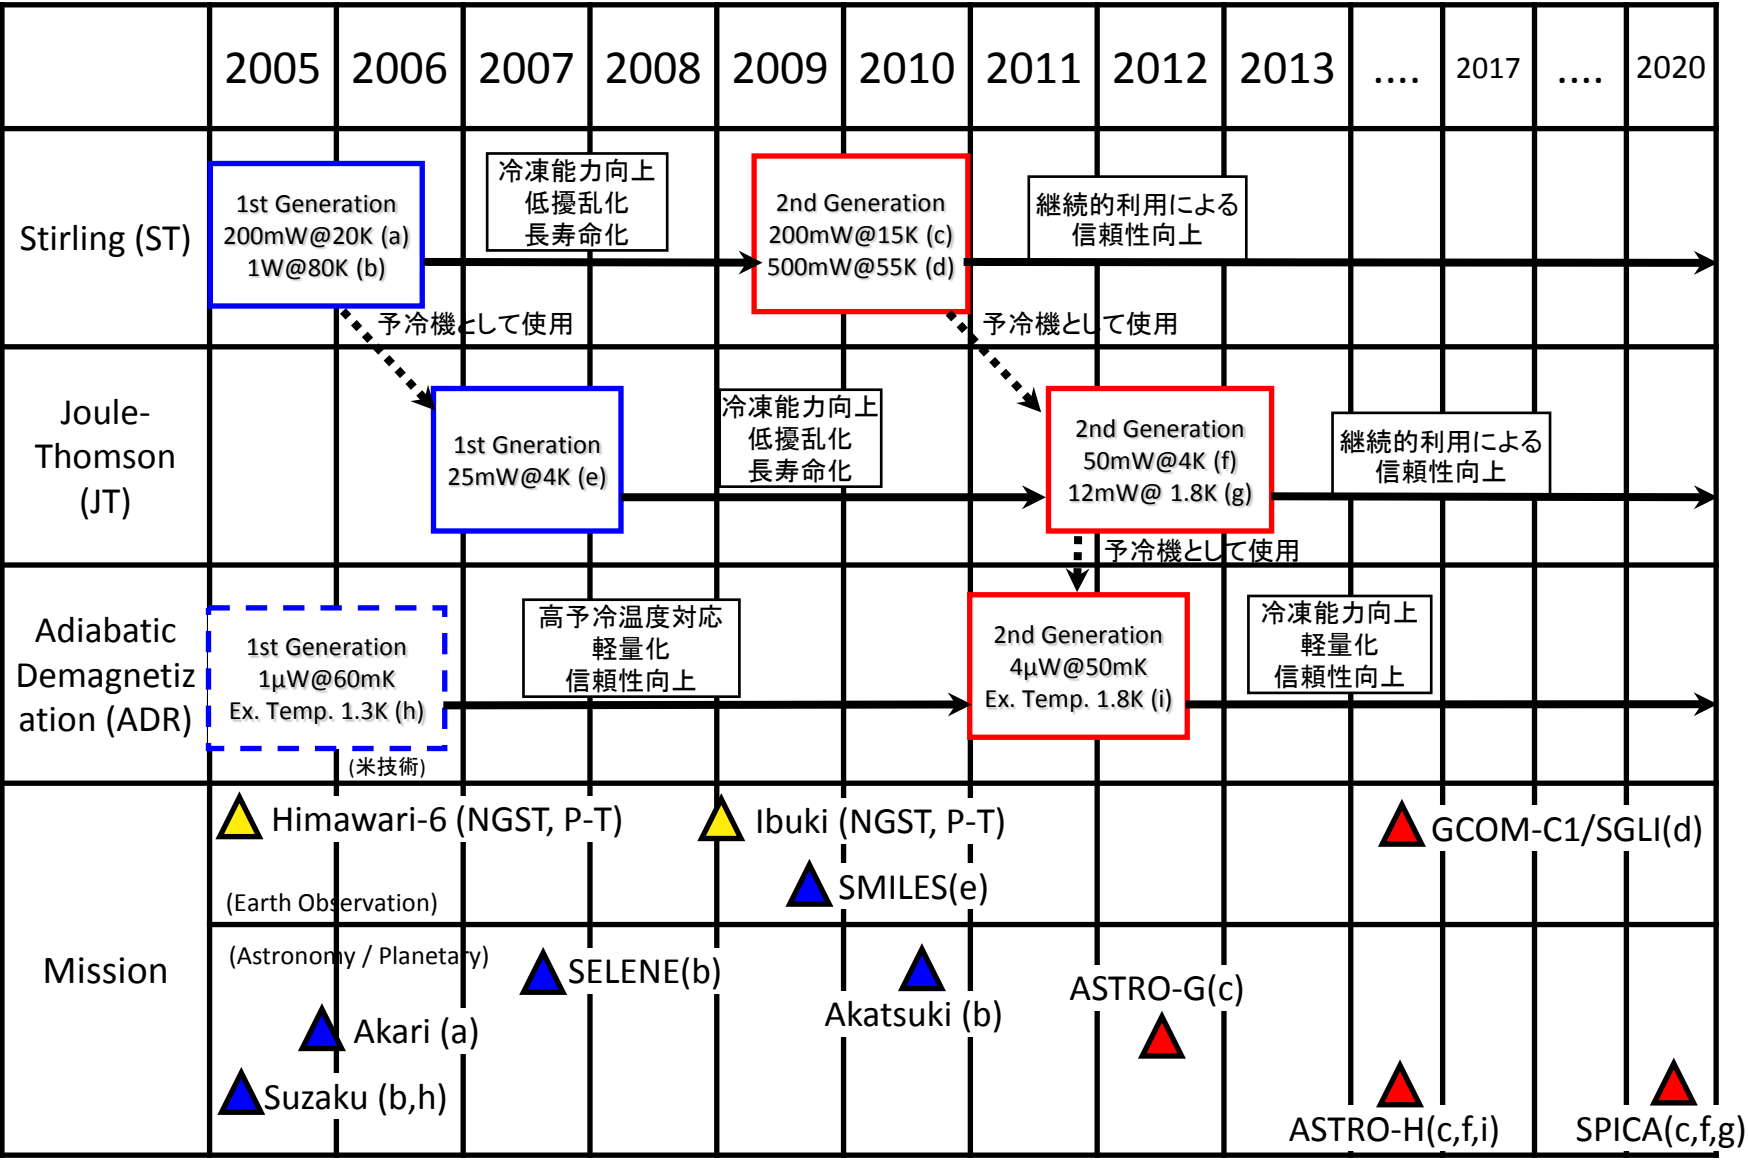 2005 2006 2007 2008 2009 2010 2011 2012 2013 .... 2017 .... 2020
Stirling (ST)
1st Generation
200mW@20K (a)
1W@80K (b)
冷凍能力向上
低擾乱化
長寿命化
2nd Generation
200mW@15K (c)
500mW@55K (d)
継続的利用による
信頼性向上
予冷機として使用
予冷機として使用
Joule-
Thomson
(JT)
1st Gneration
25mW@4K (e)
冷凍能力向上
低擾乱化
長寿命化
2nd Generation
50mW@4K (f)
12mW@ 1.8K (g)
継続的利用による
信頼性向上
予冷機として使用
Adiabatic
Demagnetiz
ation (ADR)
1st Generation
1μW@60mK
Ex. Temp. 1.3K (h)
(米技術)
高予冷温度対応
軽量化
信頼性向上
2nd Generation
4μW@50mK
Ex. Temp. 1.8K (i)
冷凍能力向上
軽量化
信頼性向上
Mission
Himawari-6 (NGST, P-T)
Ibuki (NGST, P-T)
GCOM-C1/SGLI(d)
SMILES(e)
(Earth Observation)
(Astronomy / Planetary)
SELENE(b)
Akatsuki (b)
ASTRO-G(c)
Akari (a)
Suzaku (b,h)
ASTRO-H(c,f,i)
SPICA(c,f,g)